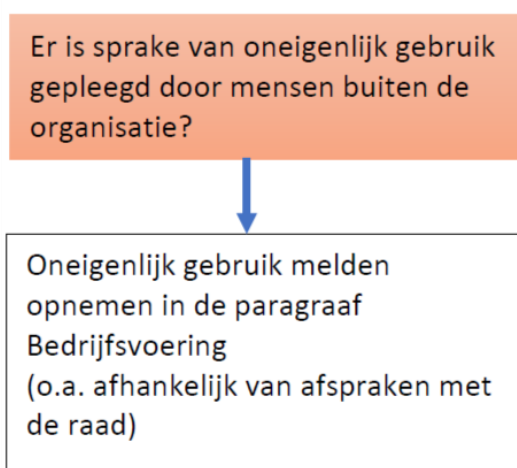 Er is sprake van oneigenlijk gebruik
gepleegd door mensen buiten de
organisatie?
Oneigenlijk gebruik melden
opnemen in de paragraaf
Bedrijfsvoering
(o.a. afhankelijk van afspraken met
de raad)